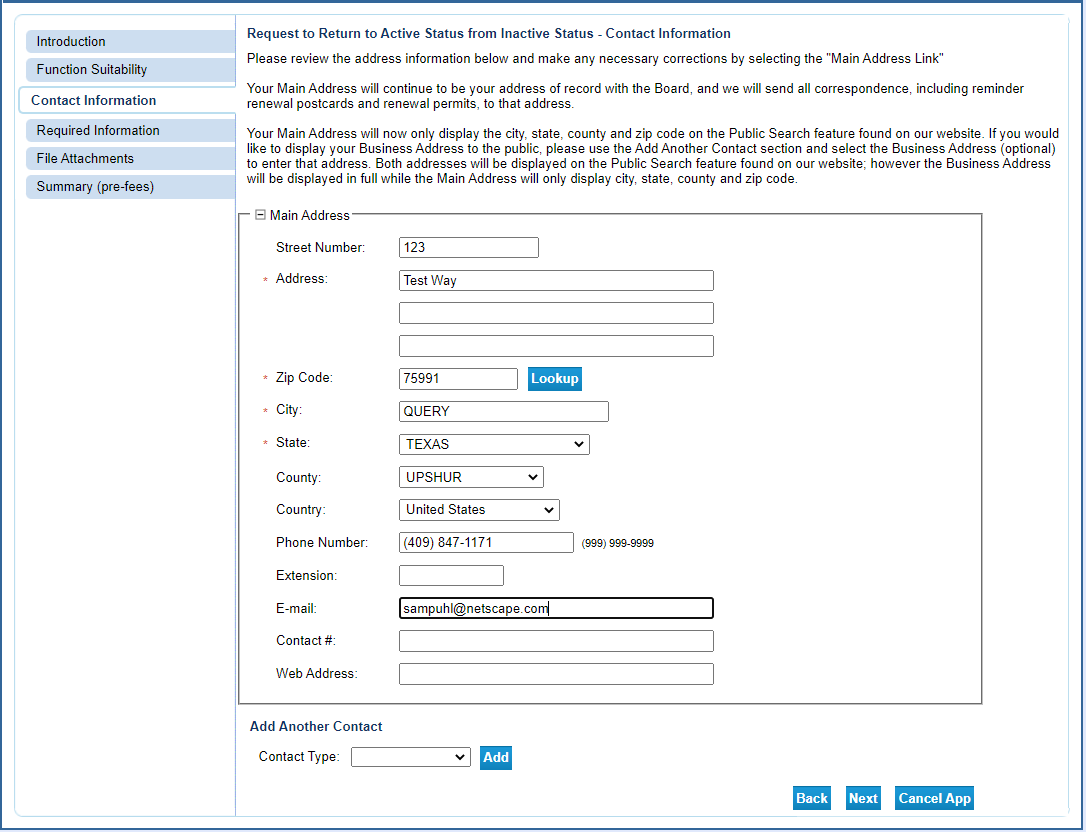 Introduction
Function Suitability
Contact Information
Required Information
File Attachments
Summary (pre-fees)
Request to Return to Active Status from Inactive Status - Contact Information
Please review the address information below and make any necessary corrections by selecting the "Main Address Link"
Your Main Address will continue to be your address of record with the Board, and we will send all correspondence, including reminder
renewal postcards and renewal permits, to that address.
Your Main Address will now only display the city, state, county and zip code on the Public Search feature found on our website. If you would
like to display your Business Address to the public, please use the Add Another Contact section and select the Business Address (optional)
to enter that address. Both addresses will be displayed on the Public Search feature found on our website; however the Business Address
will be displayed in full while the Main Address will only display city, state, county and zip code.
Main Address
Street Number: 123
* Address: Test Way
* Zip Code: 75991 Lookup
* City: QUERY
* State: TEXAS
County: UPSHUR
Country: United States
Phone Number: (409) 847-1171 (999) 999-9999
Extension:
E-mail: sampuhl@netscape.com
Contact #:
Web Address:
Add Another Contact
Contact Type: Add
Back Next Cancel App